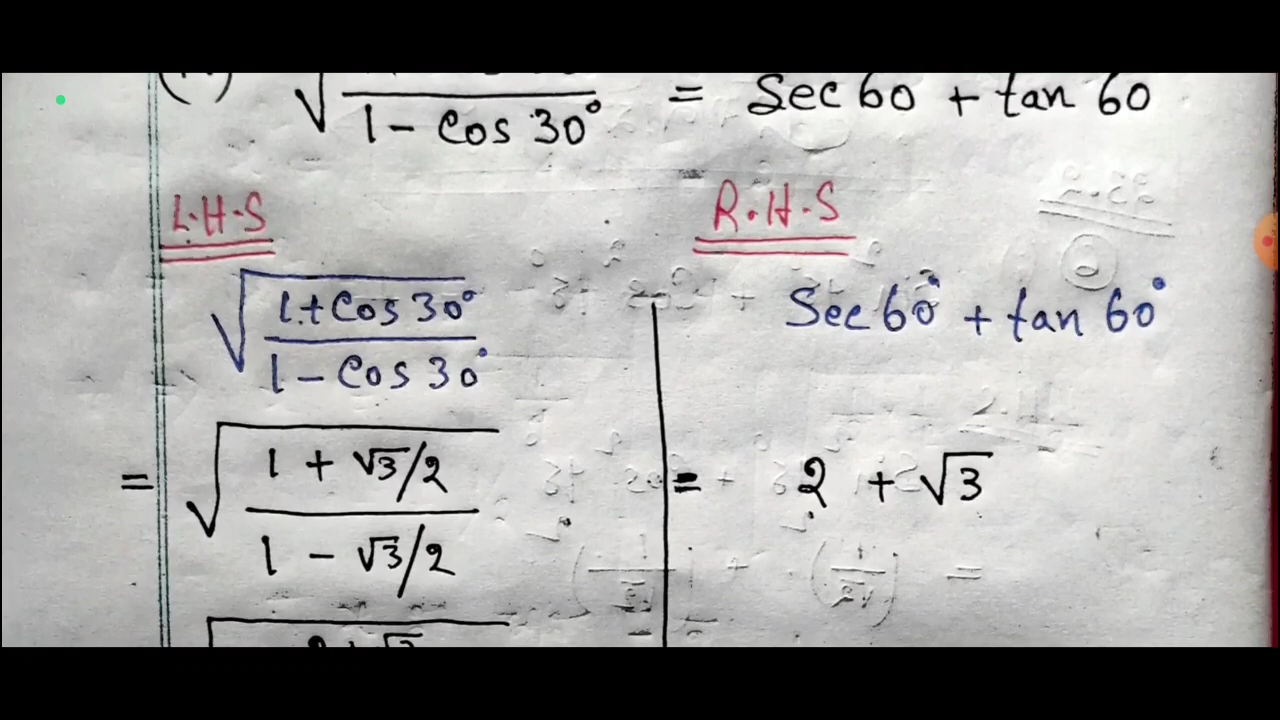 √ 1 - Cos 30° = Sec 60 + tan 60
L.H.S
R.H.S
√ 1 + Cos 30° / 1 - Cos 30°
Sec 60° + tan 60°
= √ 1 + √3/2 / 1 - √3/2
= 2 + √3